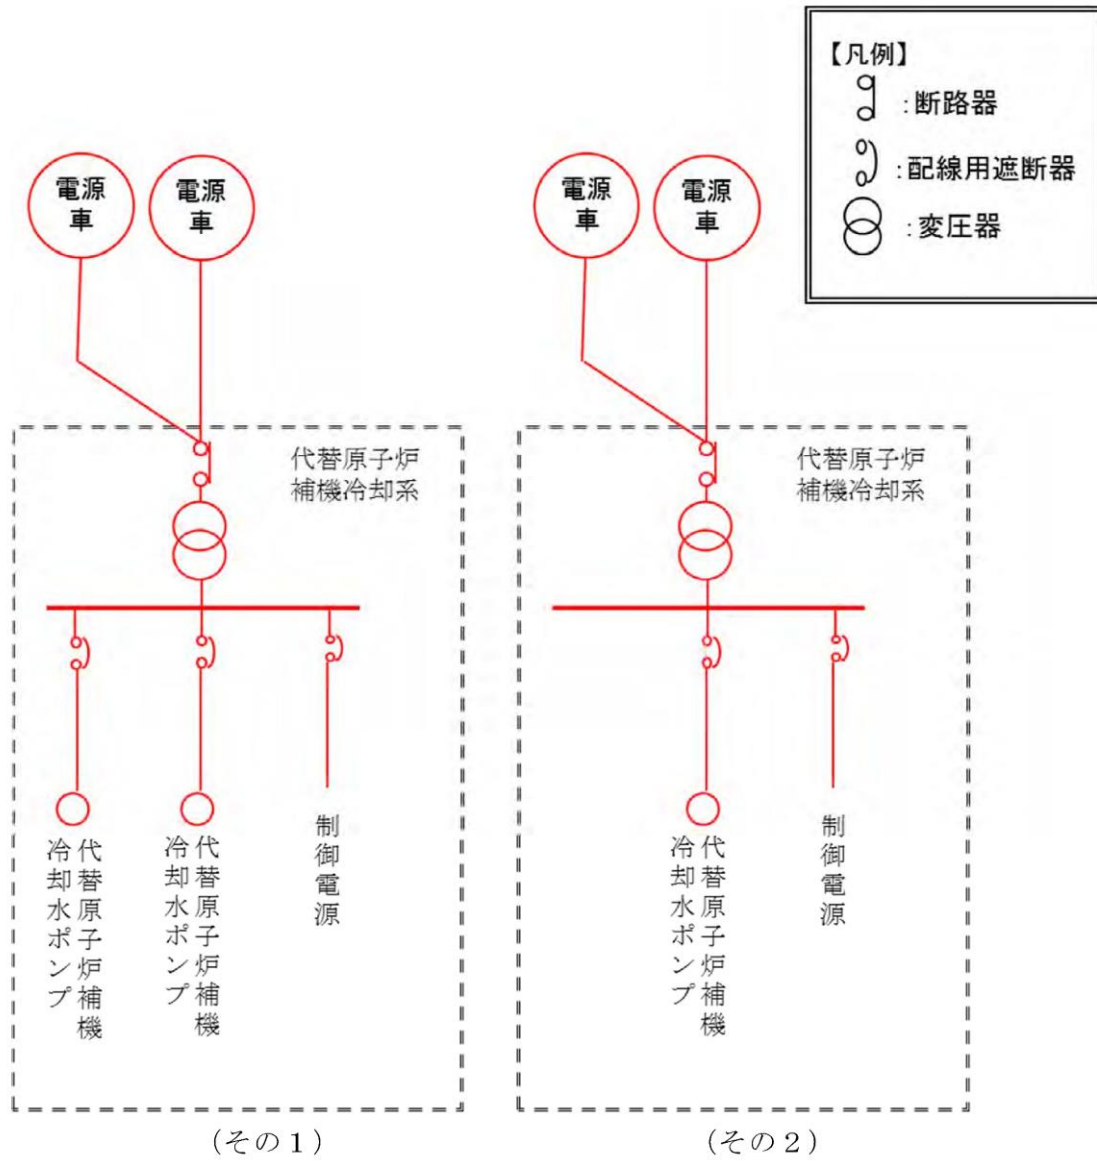 【凡例】
:断路器
:配線用遮断器
:変圧器
電源
車
電源
車
代替原子炉
補機冷却系
代替原子炉補機
冷却水ポンプ
代替原子炉補機
冷却水ポンプ
制御電源
(その1)
電源
車
電源
車
代替原子炉
補機冷却系
代替原子炉補機
冷却水ポンプ
制御電源
(その2)